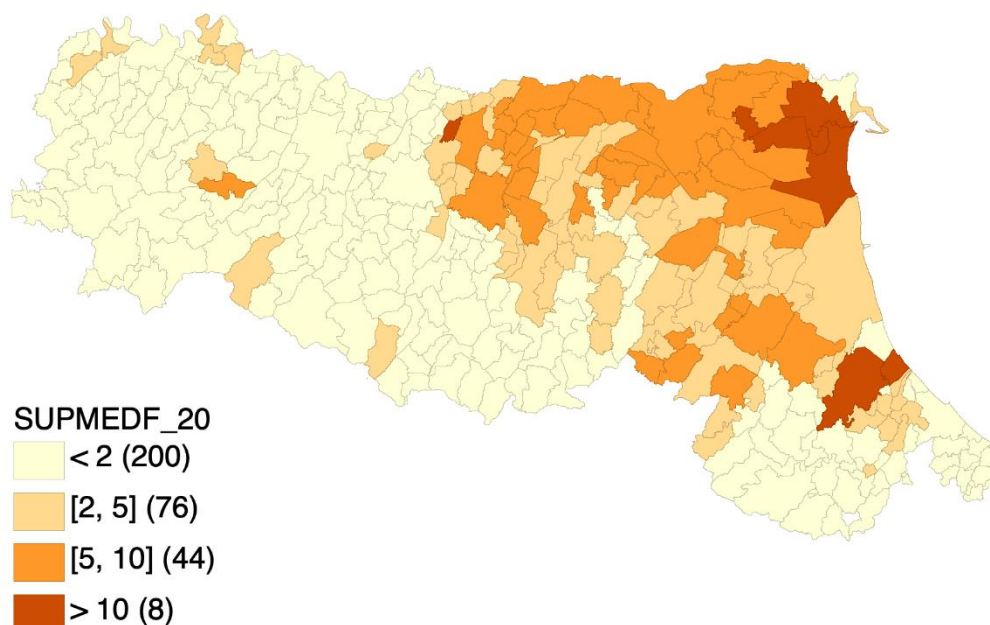 SUPMEDF_20
< 2 (200)
[2, 5] (76)
[5, 10] (44)
> 10 (8)